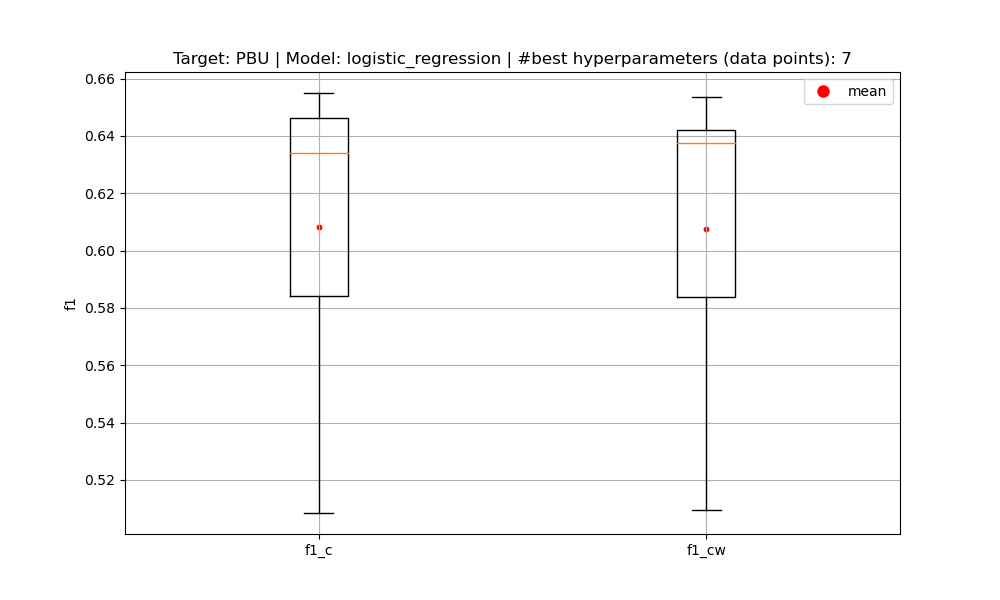 Target: PBU | Model: logistic_regression | #best hyperparameters (data points): 7
mean
f1
0.66
0.64
0.62
0.60
0.58
0.56
0.54
0.52
f1_c
f1_cw